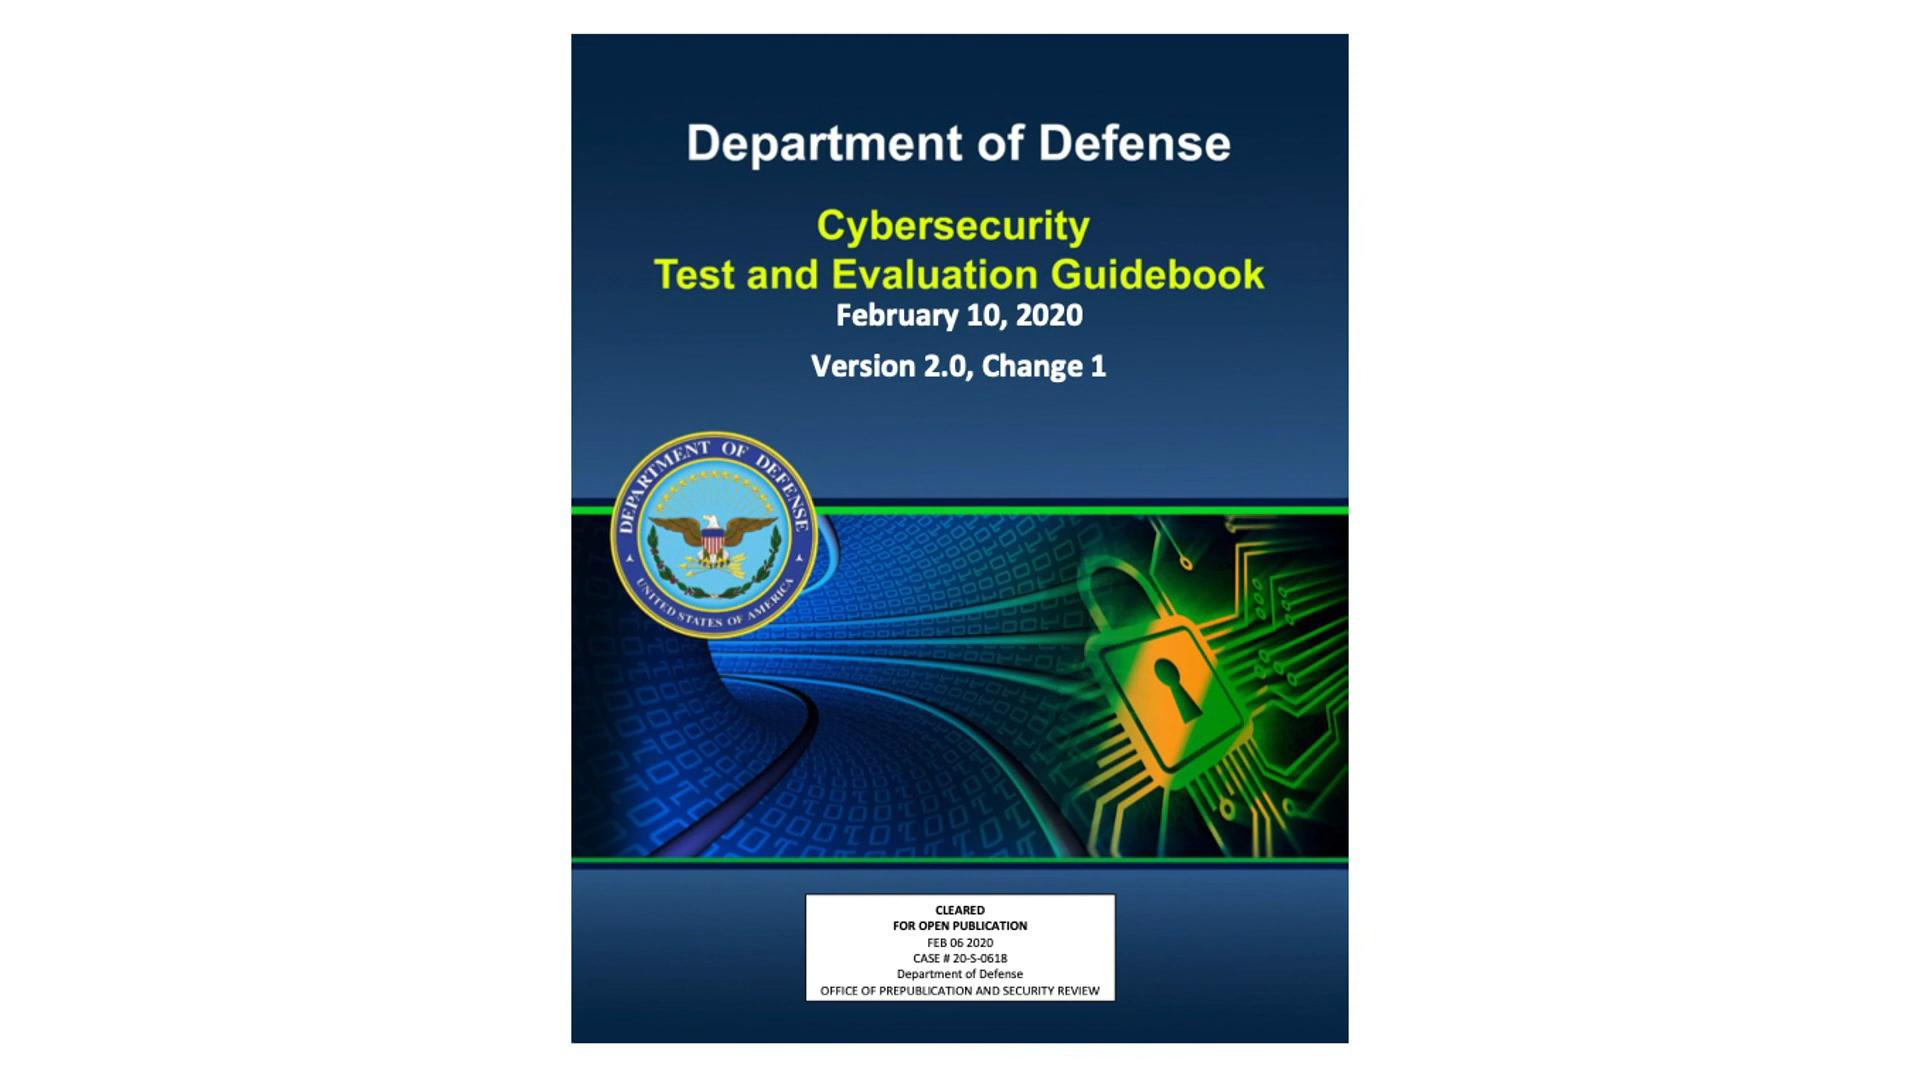 Department of Defense
Cybersecurity
Test and Evaluation Guidebook
February 10, 2020
Version 2.0, Change 1
DEPARTMENT OF DEFENSE
UNITED STATES OF AMERICA
CLEARED
FOR OPEN PUBLICATION
FEB 06 2020
CASE # 20-S-0618
Department of Defense
OFFICE OF PREPUBLICATION AND SECURITY REVIEW